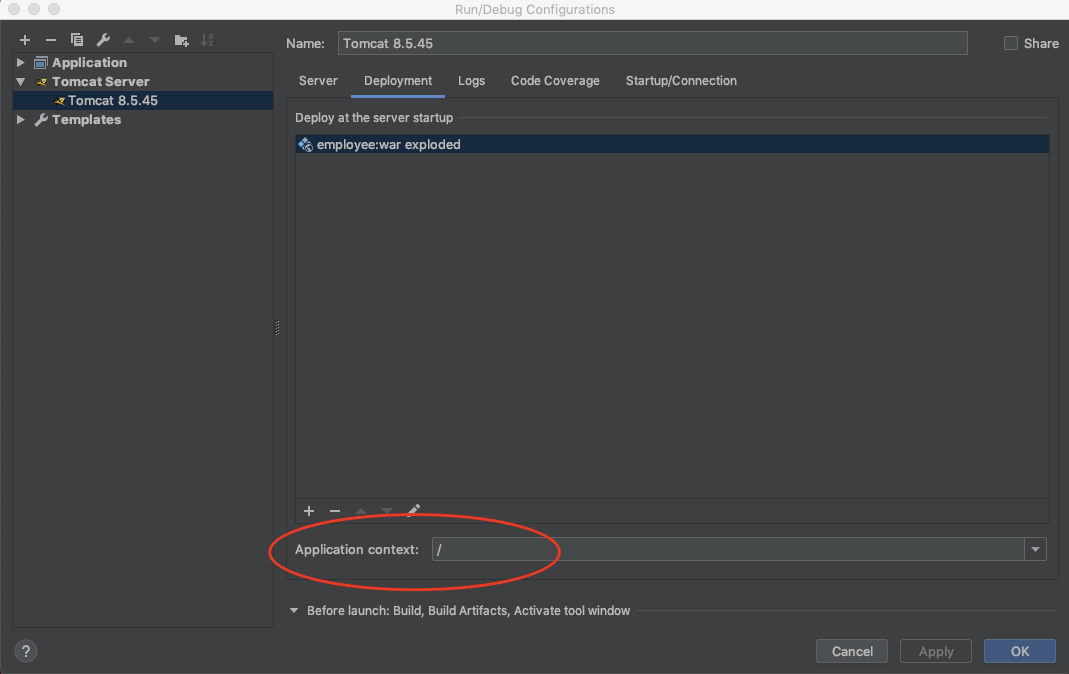 Run/Debug Configurations
Application
Tomcat Server
Tomcat 8.5.45
Templates
Name: Tomcat 8.5.45 Share
Server Deployment Logs Code Coverage Startup/Connection
Deploy at the server startup
employee:war exploded
Application context: /
Before launch: Build, Build Artifacts, Activate tool window
? Cancel Apply OK